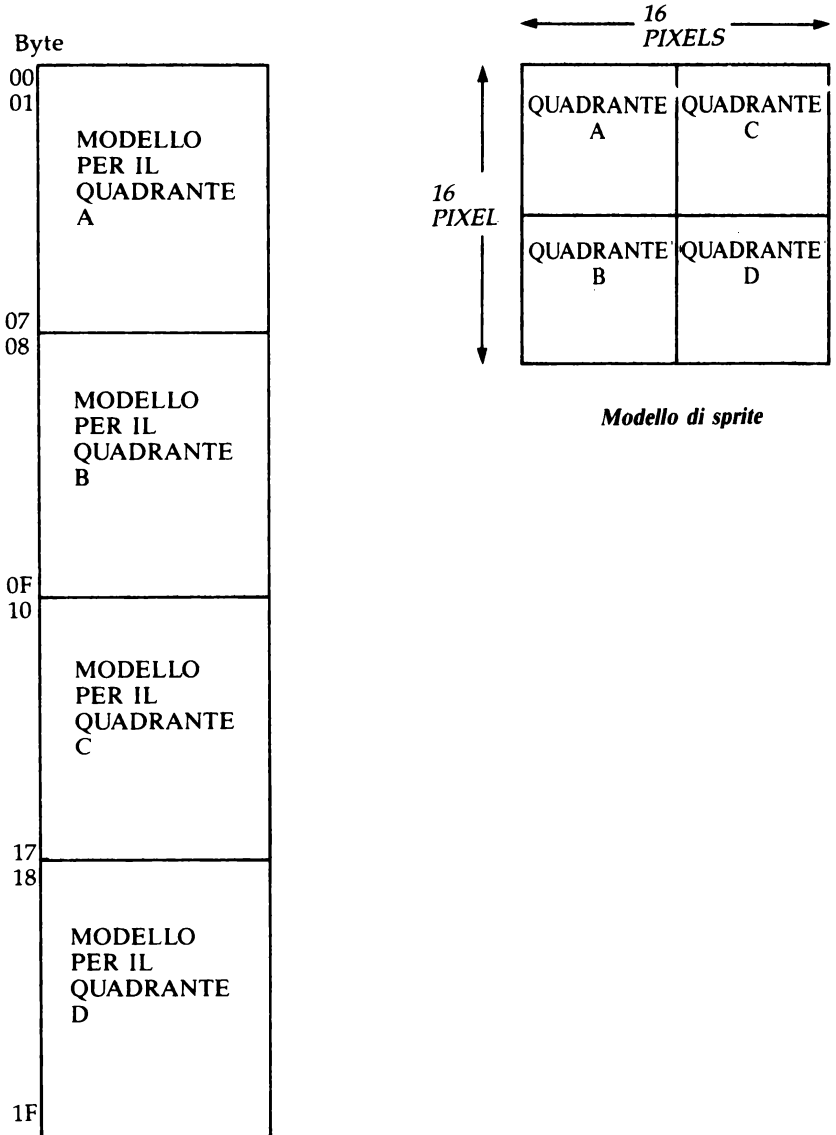 Byte
00
01
MODELLO
PER IL
QUADRANTE
A
07
08
MODELLO
PER IL
QUADRANTE
B
0F
10
MODELLO
PER IL
QUADRANTE
C
17
18
MODELLO
PER IL
QUADRANTE
D
1F
16
PIXELS
16
PIXEL
QUADRANTE
A
QUADRANTE
C
QUADRANTE
B
QUADRANTE
D
Modello di sprite